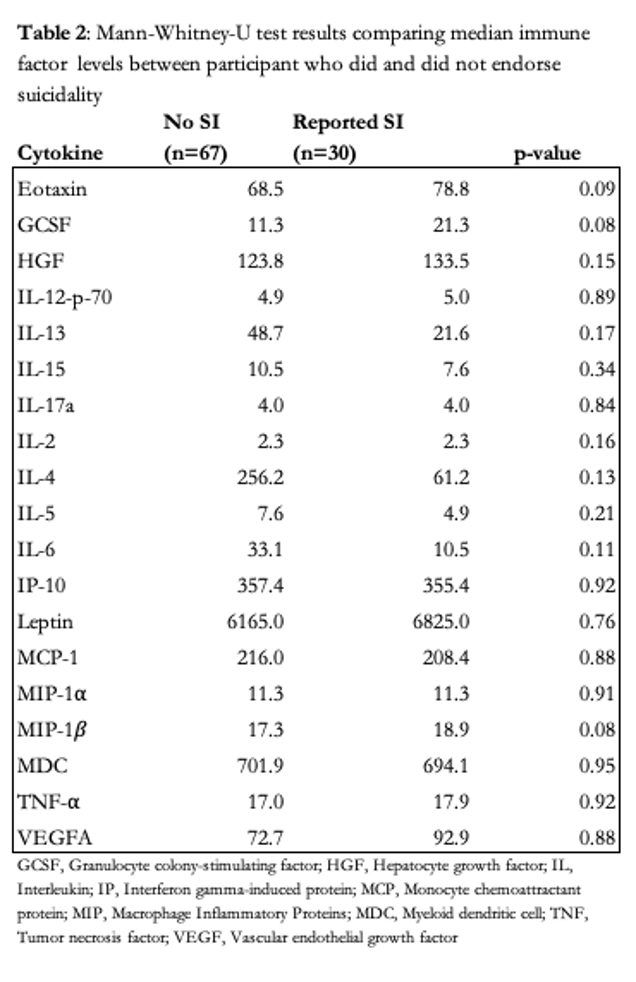 Table 2: Mann-Whitney-U test results comparing median immune
factor levels between participant who did and did not endorse
suicidality
No SI Reported SI
Cytokine (n=67) (n=30) p-value
Eotaxin 68.5 78.8 0.09
GCSF 11.3 21.3 0.08
HGF 123.8 133.5 0.15
IL-12-p-70 4.9 5.0 0.89
IL-13 48.7 21.6 0.17
IL-15 10.5 7.6 0.34
IL-17a 4.0 4.0 0.84
IL-2 2.3 2.3 0.16
IL-4 256.2 61.2 0.13
IL-5 7.6 4.9 0.21
IL-6 33.1 10.5 0.11
IP-10 357.4 355.4 0.92
Leptin 6165.0 6825.0 0.76
MCP-1 216.0 208.4 0.88
MIP-1α 11.3 11.3 0.91
MIP-1β 17.3 18.9 0.08
MDC 701.9 694.1 0.95
TNF-α 17.0 17.9 0.92
VEGFA 72.7 92.9 0.88
GCSF, Granulocyte colony-stimulating factor; HGF, Hepatocyte growth factor; IL,
Interleukin; IP, Interferon gamma-induced protein; MCP, Monocyte chemoattractant
protein; MIP, Macrophage Inflammatory Proteins; MDC, Myeloid dendritic cell; TNF,
Tumor necrosis factor; VEGF, Vascular endothelial growth factor